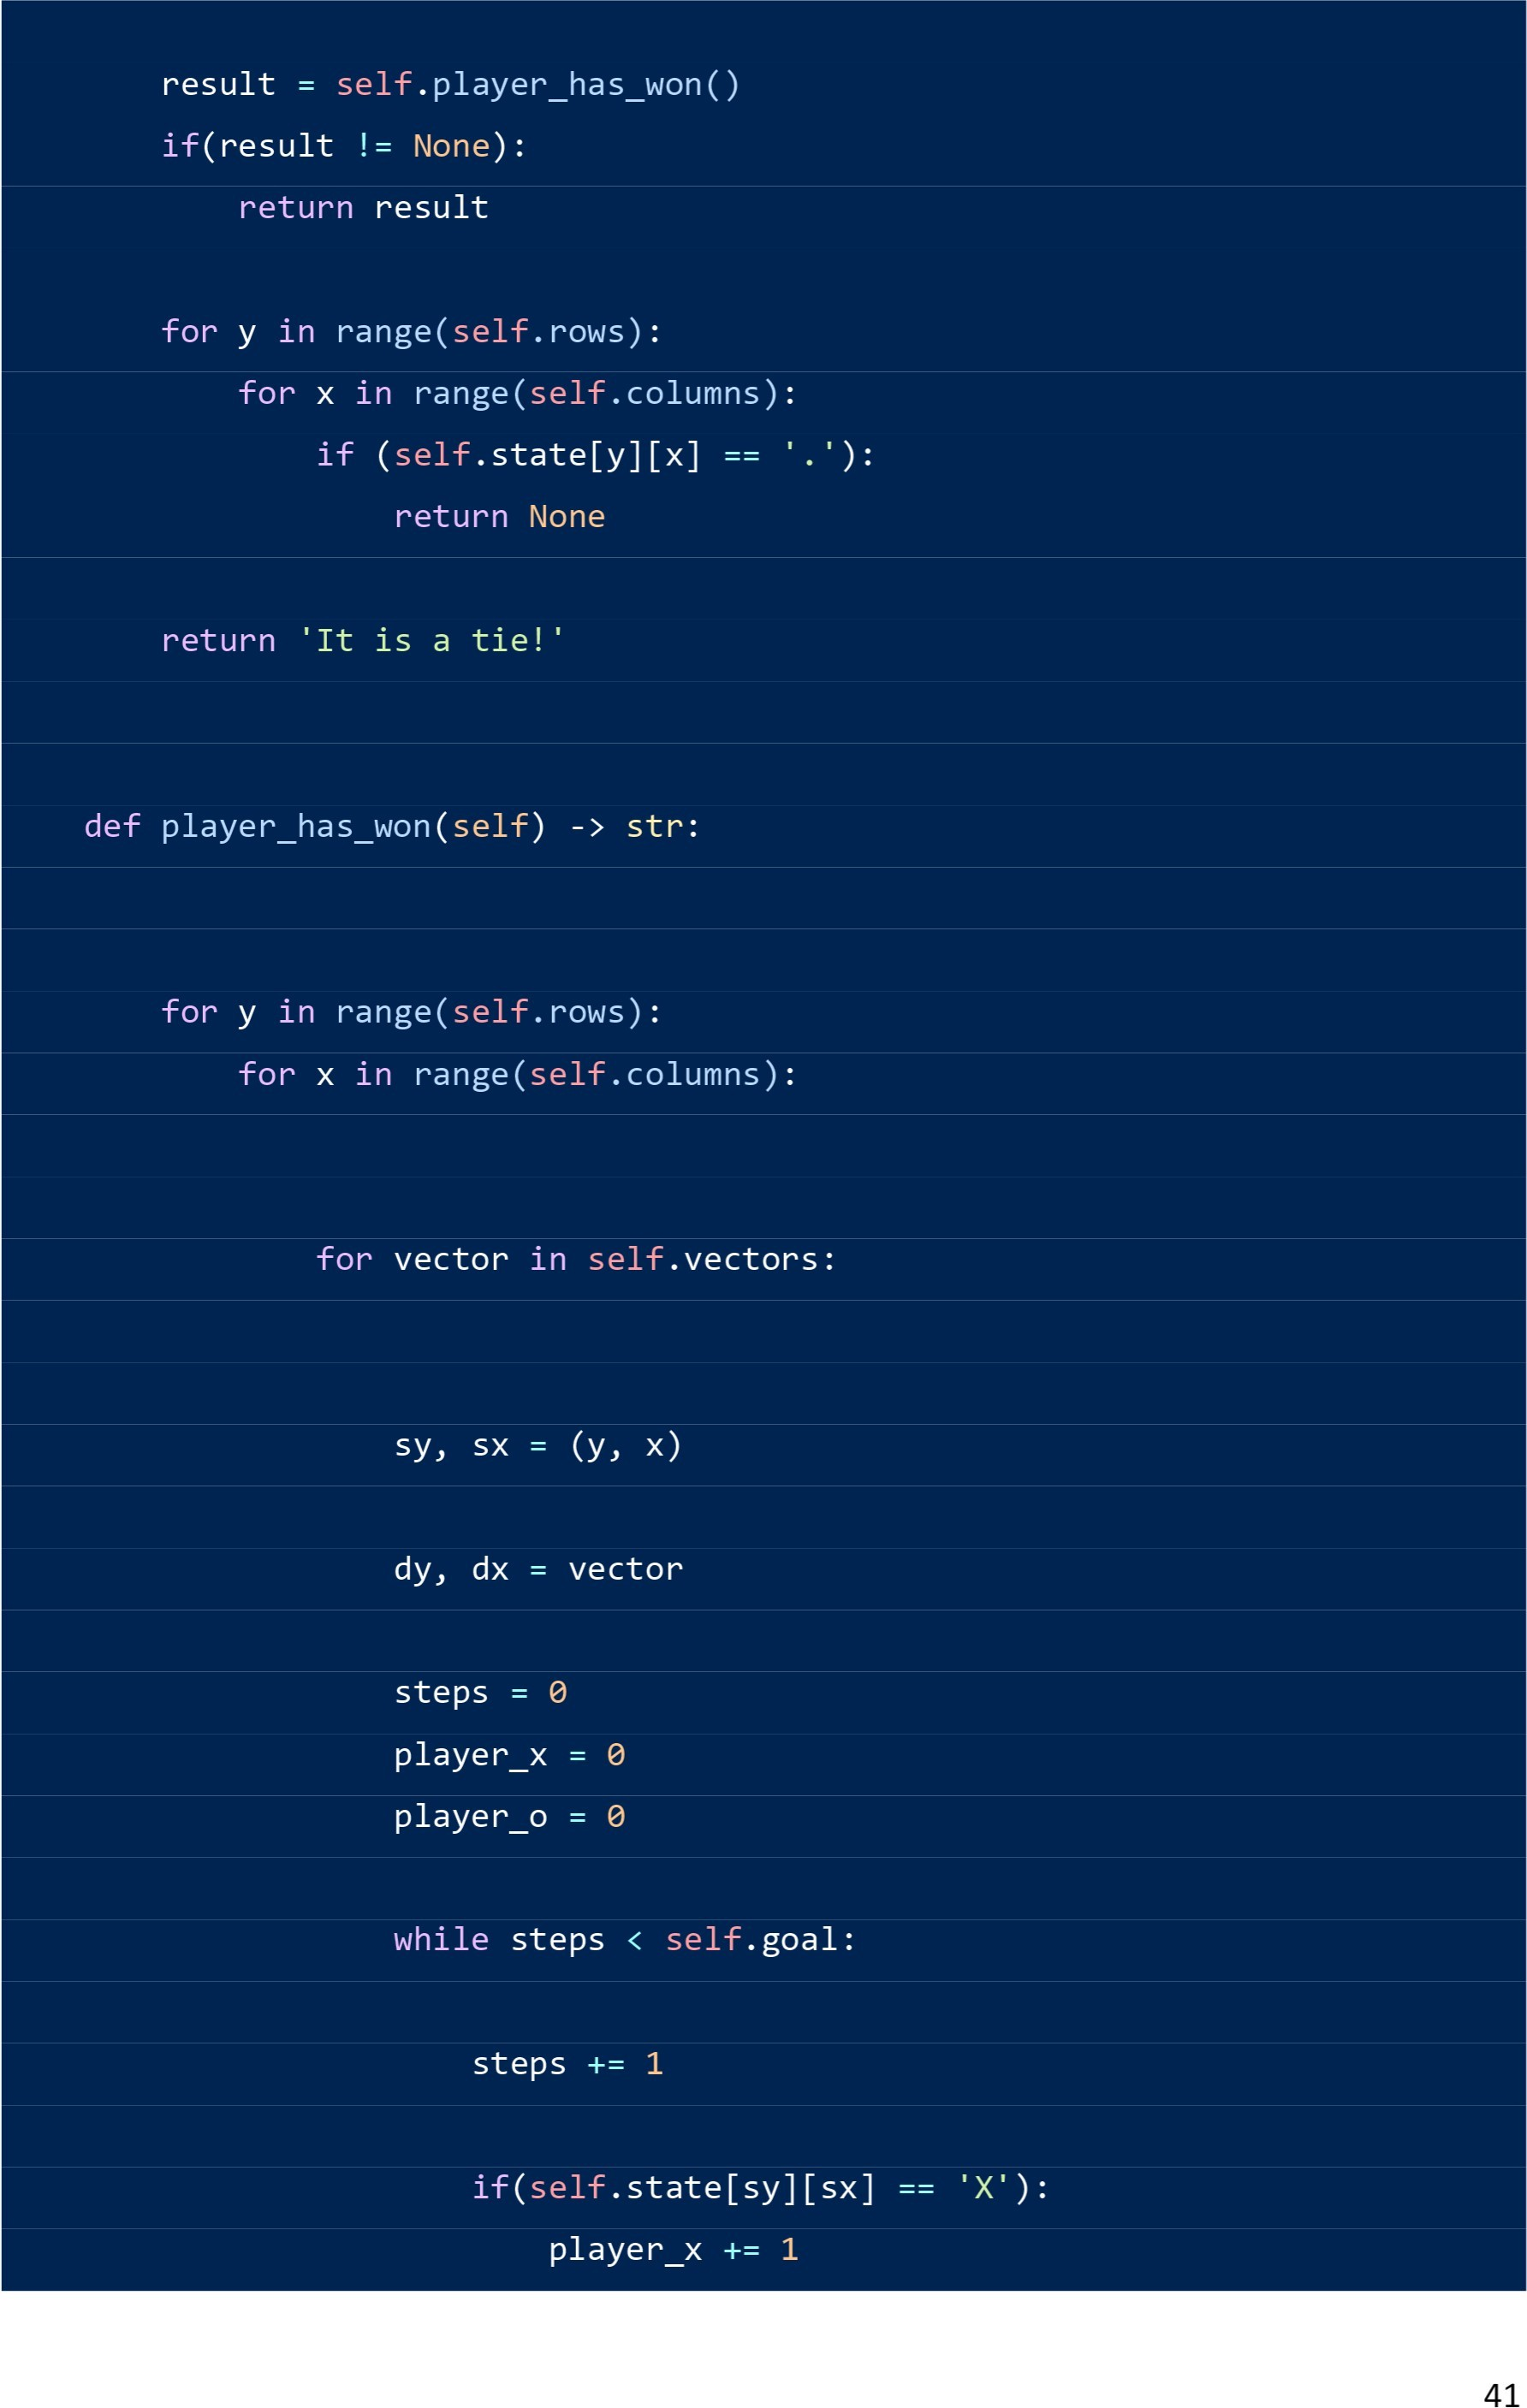 result = self.player_has_won()
        if(result != None):
            return result

        for y in range(self.rows):
            for x in range(self.columns):
                if (self.state[y][x] == '.'):
                    return None

        return 'It is a tie!'

    def player_has_won(self) -> str:

        for y in range(self.rows):
            for x in range(self.columns):

                for vector in self.vectors:

                    sy, sx = (y, x)

                    dy, dx = vector

                    steps = 0
                    player_x = 0
                    player_o = 0

                    while steps < self.goal:

                        steps += 1

                        if(self.state[sy][sx] == 'X'):
                            player_x += 1
41